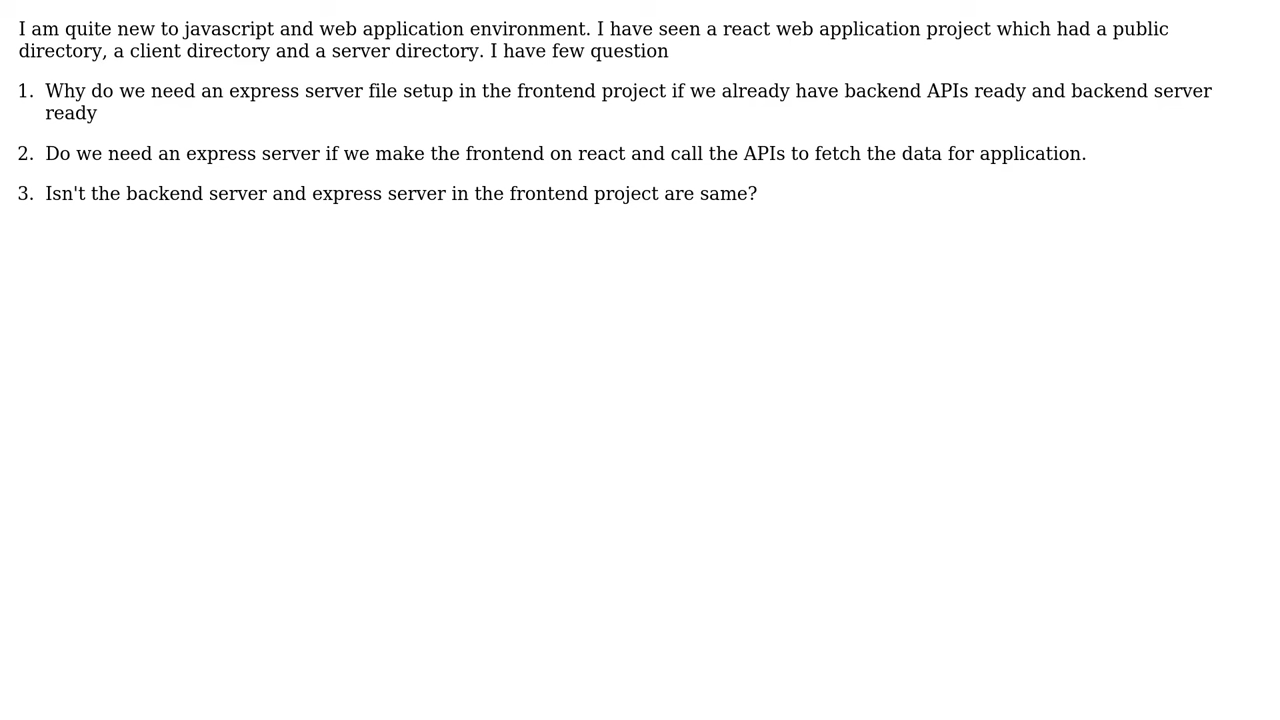 I am quite new to javascript and web application environment. I have seen a react web application project which had a public
directory, a client directory and a server directory. I have few question
1. Why do we need an express server file setup in the frontend project if we already have backend APIs ready and backend server
ready
2. Do we need an express server if we make the frontend on react and call the APIs to fetch the data for application.
3. Isn't the backend server and express server in the frontend project are same?